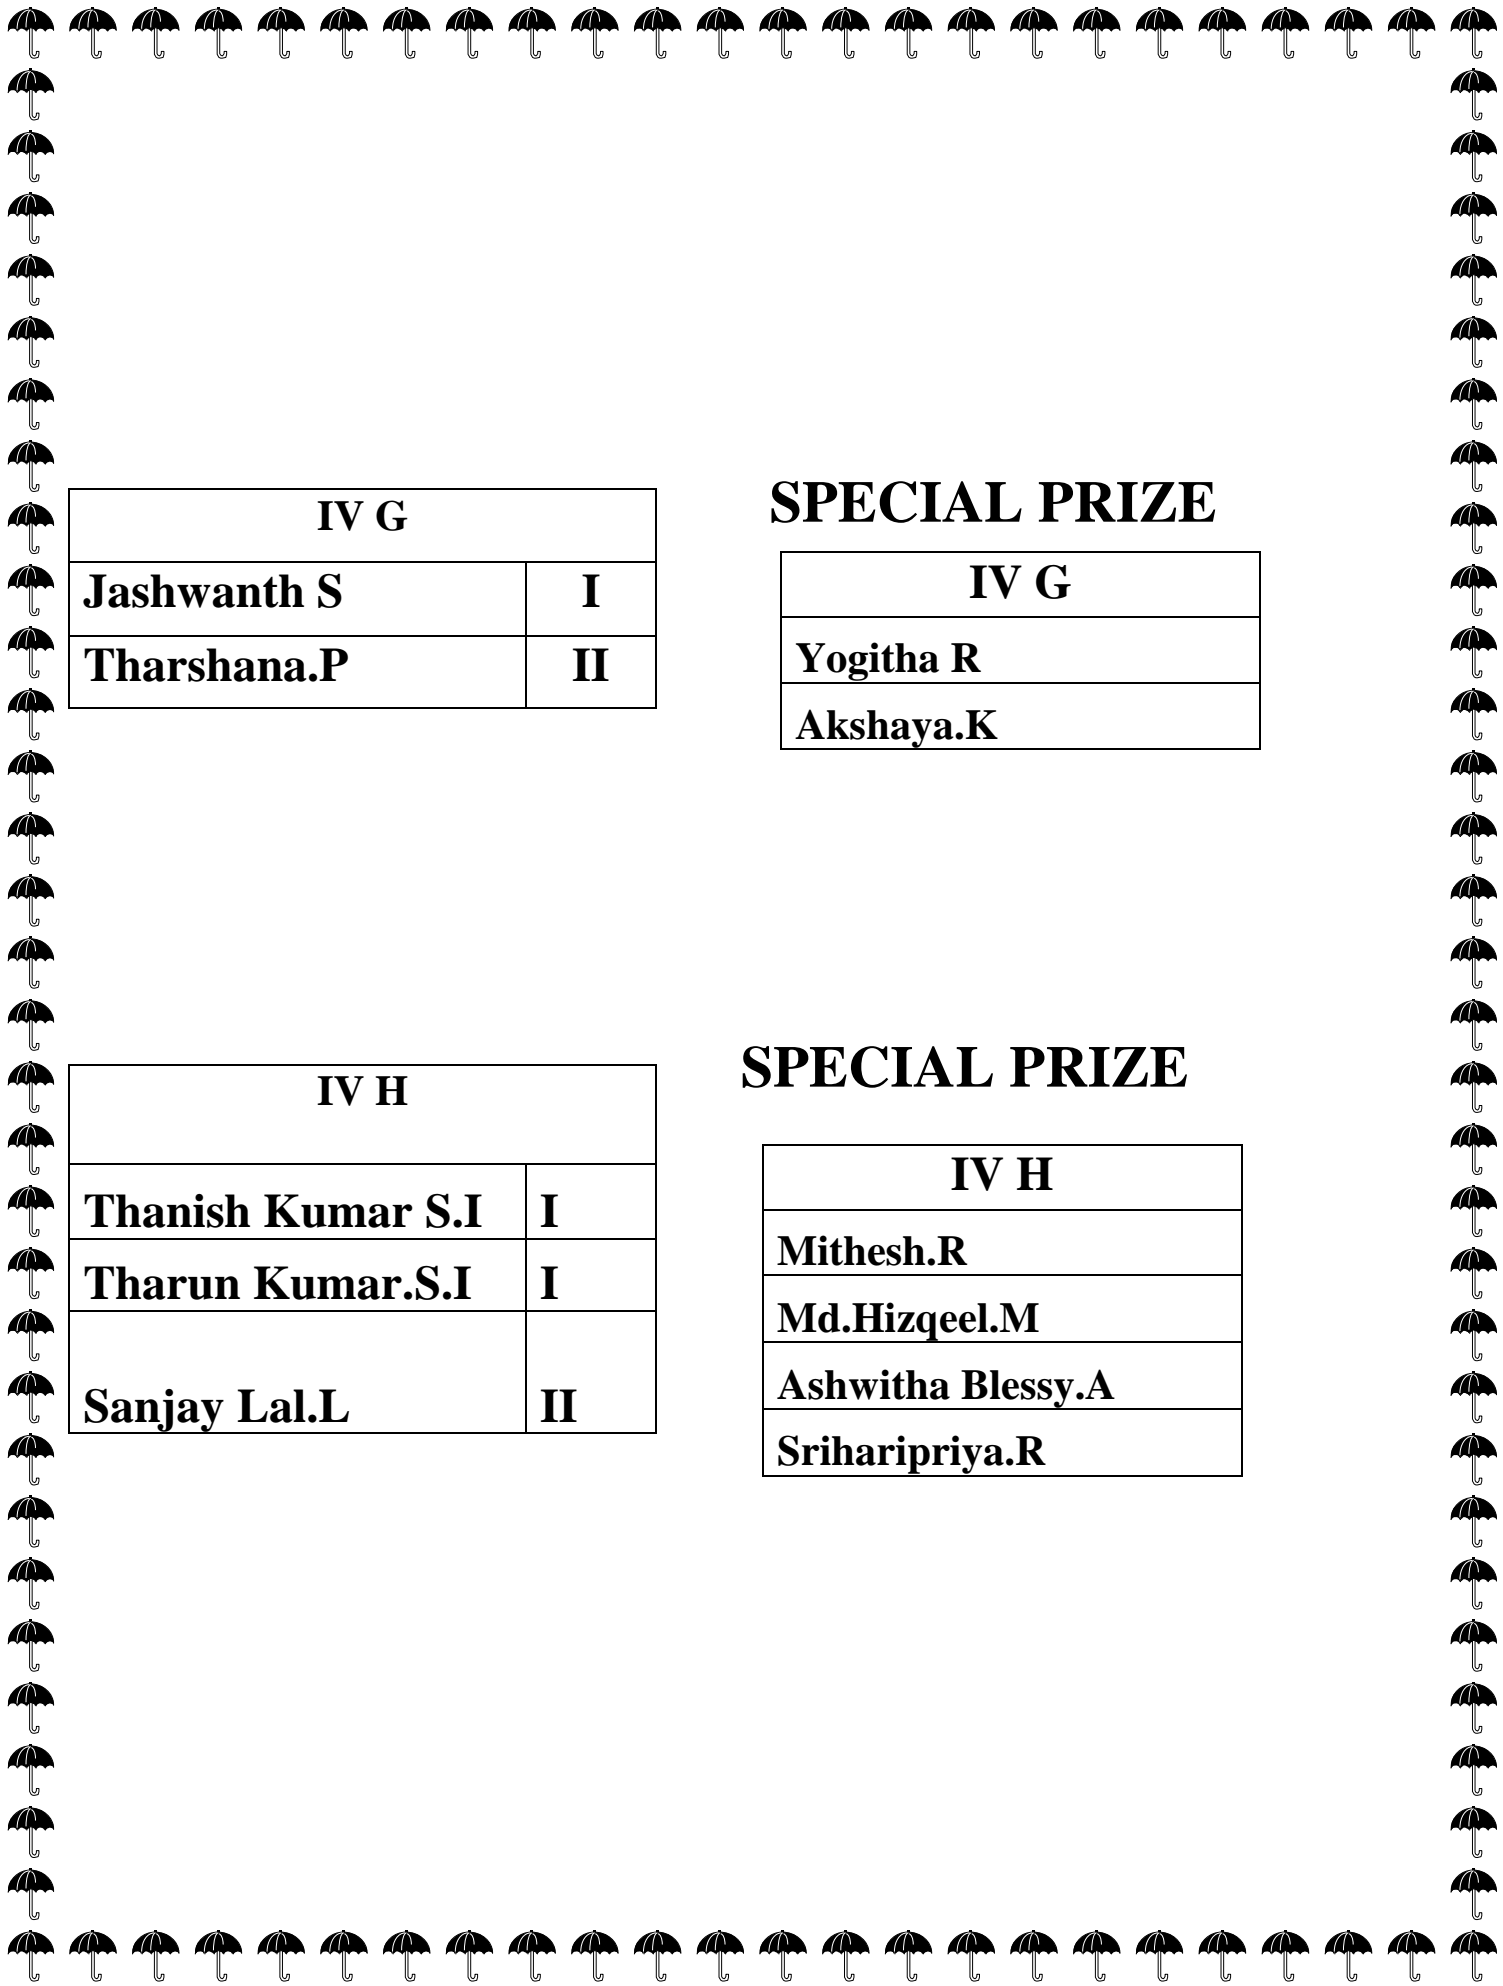 IV G
Jashwanth S I
Tharshana.P II
SPECIAL PRIZE
IV G
Yogitha R
Akshaya.K
IV H
Thanish Kumar S.I I
Tharun Kumar.S.I I
Sanjay Lal.L II
SPECIAL PRIZE
IV H
Mithesh.R
Md.Hizqeel.M
Ashwitha Blessy.A
Sriharipriya.R